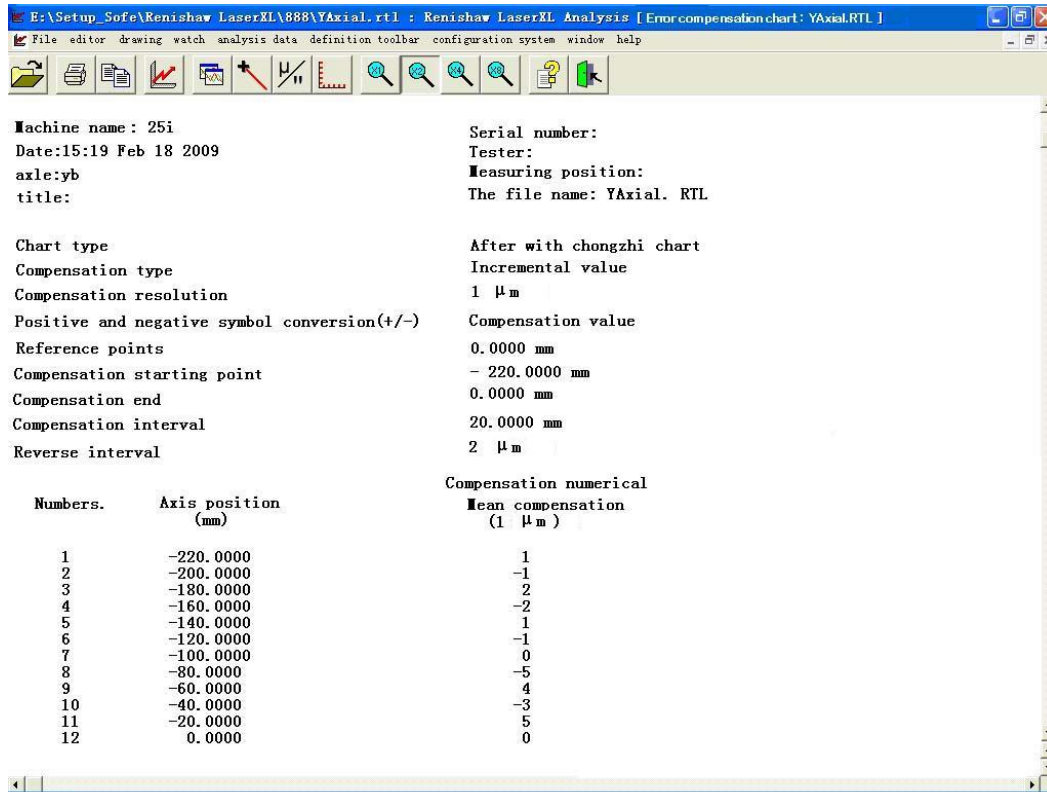 E:\Setup_Sofe\Renishaw LaserXL\888\YAxial.rtl : Renishaw LaserXL Analysis [ Error compensation chart: YAxial.RTL ]
File editor drawing watch analysis data definition toolbar configuration system window help
X1 X2 X4 X8
Machine name: 25i
Serial number:
Date:15:19 Feb 18 2009
Tester:
axle:yb
Measuring position:
title:
The file name: YAxial. RTL
Chart type After with chongzhi chart
Compensation type Incremental value
Compensation resolution 1 μm
Positive and negative symbol conversion(+/-) Compensation value
Reference points 0.0000 mm
Compensation starting point - 220.0000 mm
Compensation end 0.0000 mm
Compensation interval 20.0000 mm
Reverse interval 2 μm
Compensation numerical
Numbers. Axis position Mean compensation
(mm) (1 μm)
1 -220.0000 1
2 -200.0000 -1
3 -180.0000 2
4 -160.0000 -2
5 -140.0000 1
6 -120.0000 -1
7 -100.0000 0
8 -80.0000 -5
9 -60.0000 4
10 -40.0000 -3
11 -20.0000 5
12 0.0000 0